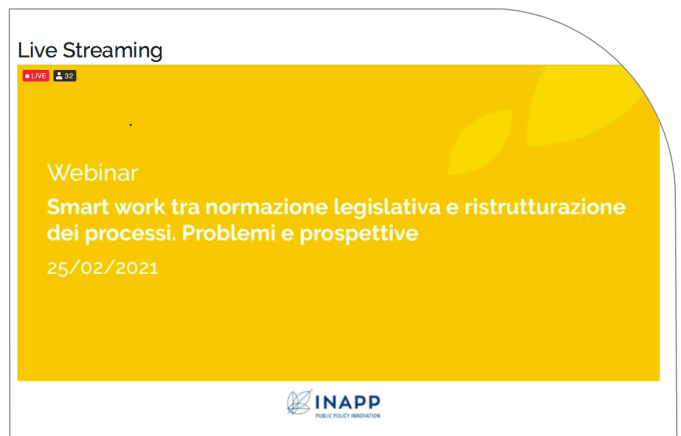 Live Streaming
LIVE 32
Webinar
Smart work tra normazione legislativa e ristrutturazione
dei processi. Problemi e prospettive
25/02/2021
INAPP
PUBLIC POLICY INNOVATION